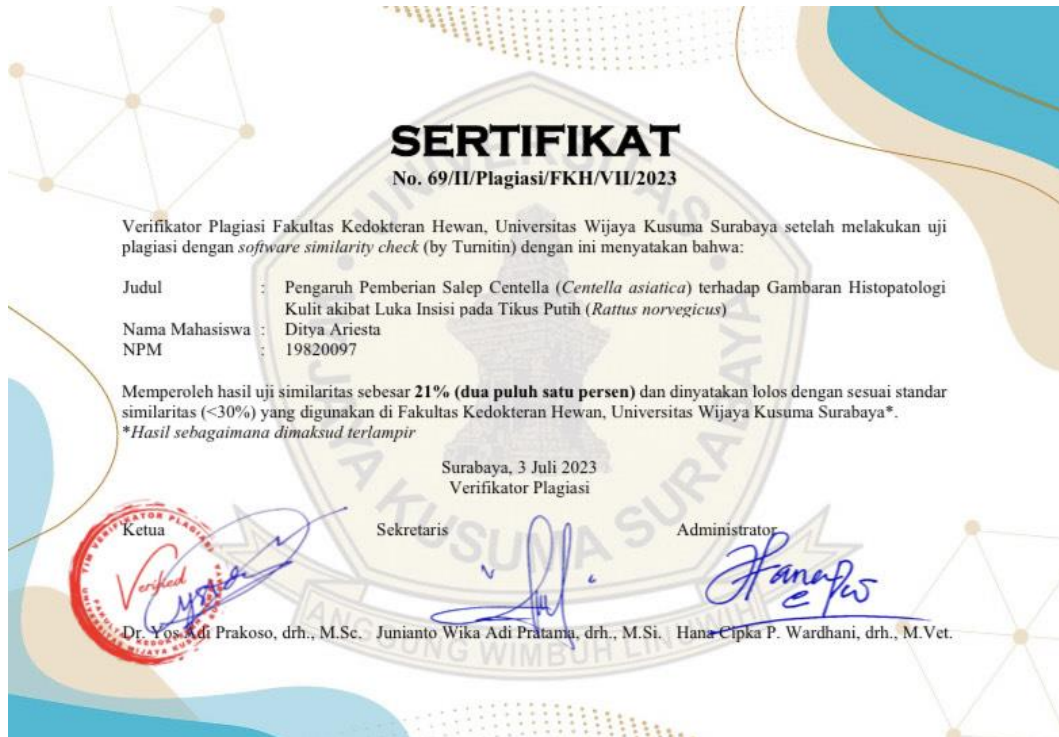 SERTIFIKAT
No. 69/II/Plagiasi/FKH/VII/2023
Verifikator Plagiasi Fakultas Kedokteran Hewan, Universitas Wijaya Kusuma Surabaya setelah melakukan uji
plagiasi dengan software similarity check (by Turnitin) dengan ini menyatakan bahwa:
Judul : Pengaruh Pemberian Salep Centella (Centella asiatica) terhadap Gambaran Histopatologi
Kulit akibat Luka Insisi pada Tikus Putih (Rattus norvegicus)
Nama Mahasiswa : Ditya Ariesta
NPM : 19820097
Memperoleh hasil uji similaritas sebesar 21% (dua puluh satu persen) dan dinyatakan lolos dengan sesuai standar
similaritas (<30%) yang digunakan di Fakultas Kedokteran Hewan, Universitas Wijaya Kusuma Surabaya*.
*Hasil sebagaimana dimaksud terlampir
Surabaya, 3 Juli 2023
Verifikator Plagiasi
Ketua Sekretaris Administrator
Verified
Dr. Yos Adi Prakoso, drh., M.Sc. Junianto Wika Adi Pratama, drh., M.Si. Hana Cipka P. Wardhani, drh., M.Vet.
UNIVERSITAS
WIJAYA KUSUMA SURABAYA